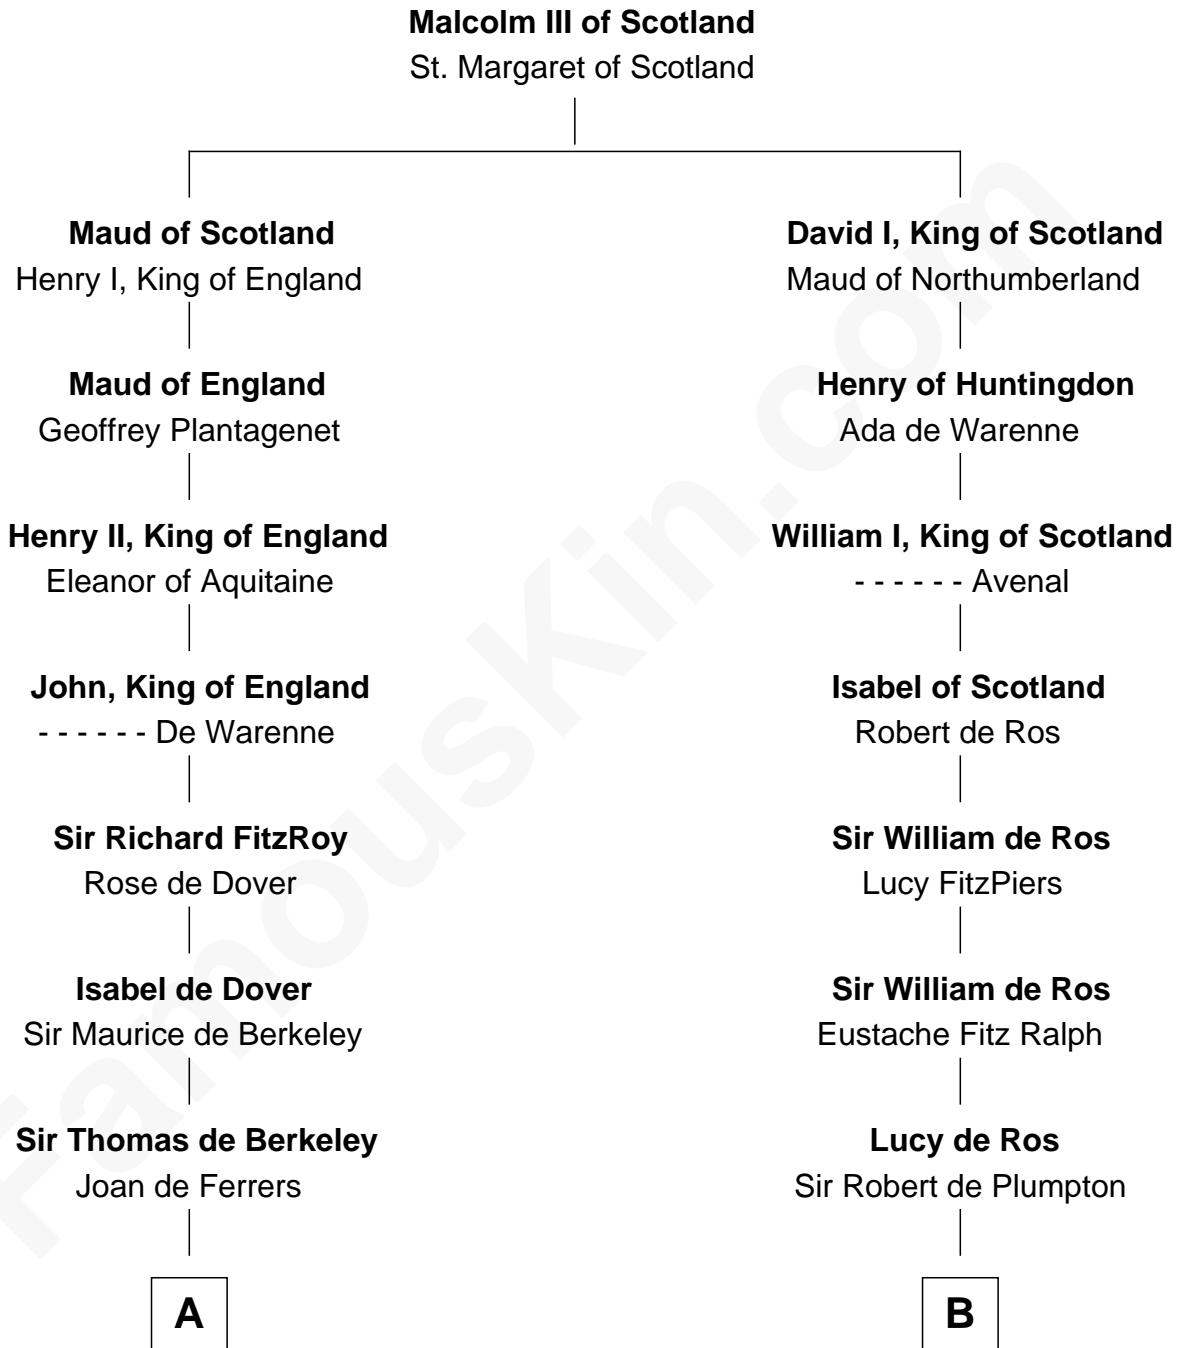 Malcolm III of Scotland
St. Margaret of Scotland
Maud of Scotland
Henry I, King of England
David I, King of Scotland
Maud of Northumberland
Maud of England
Geoffrey Plantagenet
Henry of Huntingdon
Ada de Warenne
Henry II, King of England
Eleanor of Aquitaine
William I, King of Scotland
- - - - - - Avenal
John, King of England
- - - - - - De Warenne
Isabel of Scotland
Robert de Ros
Sir Richard FitzRoy
Rose de Dover
Sir William de Ros
Lucy FitzPiers
Isabel de Dover
Sir Maurice de Berkeley
Sir William de Ros
Eustache Fitz Ralph
Sir Thomas de Berkeley
Joan de Ferrers
Lucy de Ros
Sir Robert de Plumpton
A
B
FamousKin.com